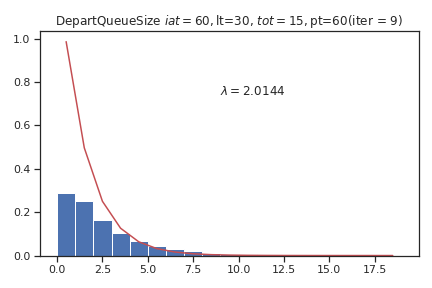 DepartQueueSize iat = 60, lt=30, tot = 15, pt=60(iter = 9)
1.0
λ = 2.0144
0.8
0.6
0.4
0.2
0.0
0.0 2.5 5.0 7.5 10.0 12.5 15.0 17.5